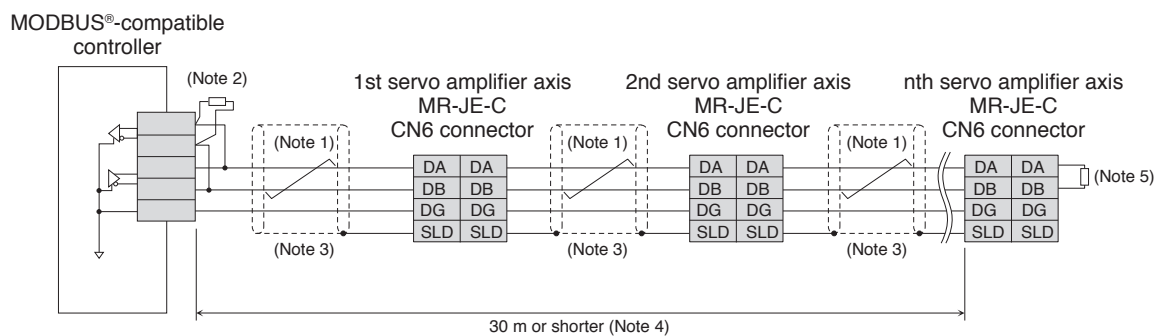 MODBUS®-compatible
controller
(Note 2)
1st servo amplifier axis
MR-JE-C
CN6 connector
2nd servo amplifier axis
MR-JE-C
CN6 connector
nth servo amplifier axis
MR-JE-C
CN6 connector
(Note 1)
(Note 1)
(Note 1)
DA DA DA DA DA DA
DB DB DB DB DB DB
DG DG DG DG DG DG
SLD SLD SLD SLD SLD SLD
(Note 5)
(Note 3)
(Note 3)
(Note 3)
30 m or shorter (Note 4)